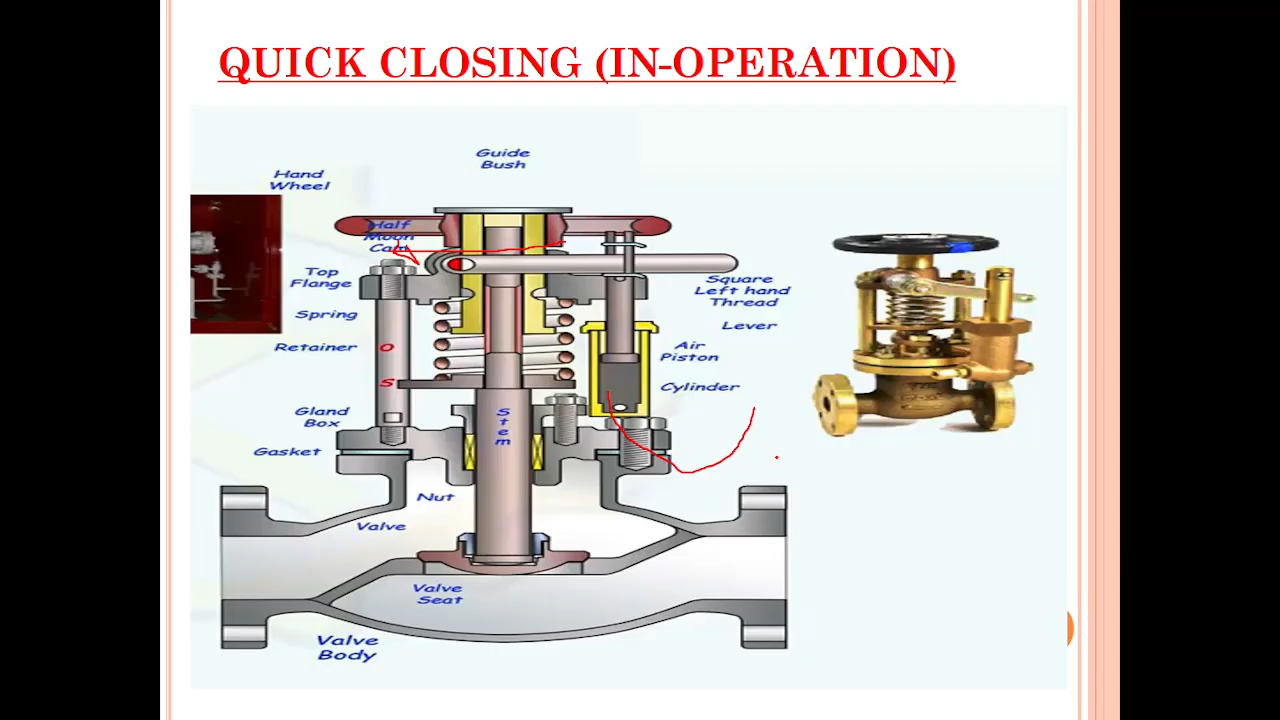 QUICK CLOSING (IN-OPERATION)
Guide
Bush
Hand
Wheel
Half
Moon
Cam
Top
Flange
Square
Left hand
Thread
Spring
Lever
Retainer
O
Air
Piston
S
Cylinder
Gland
Box
Stem
Gasket
Nut
Valve
Valve
Seat
Valve
Body